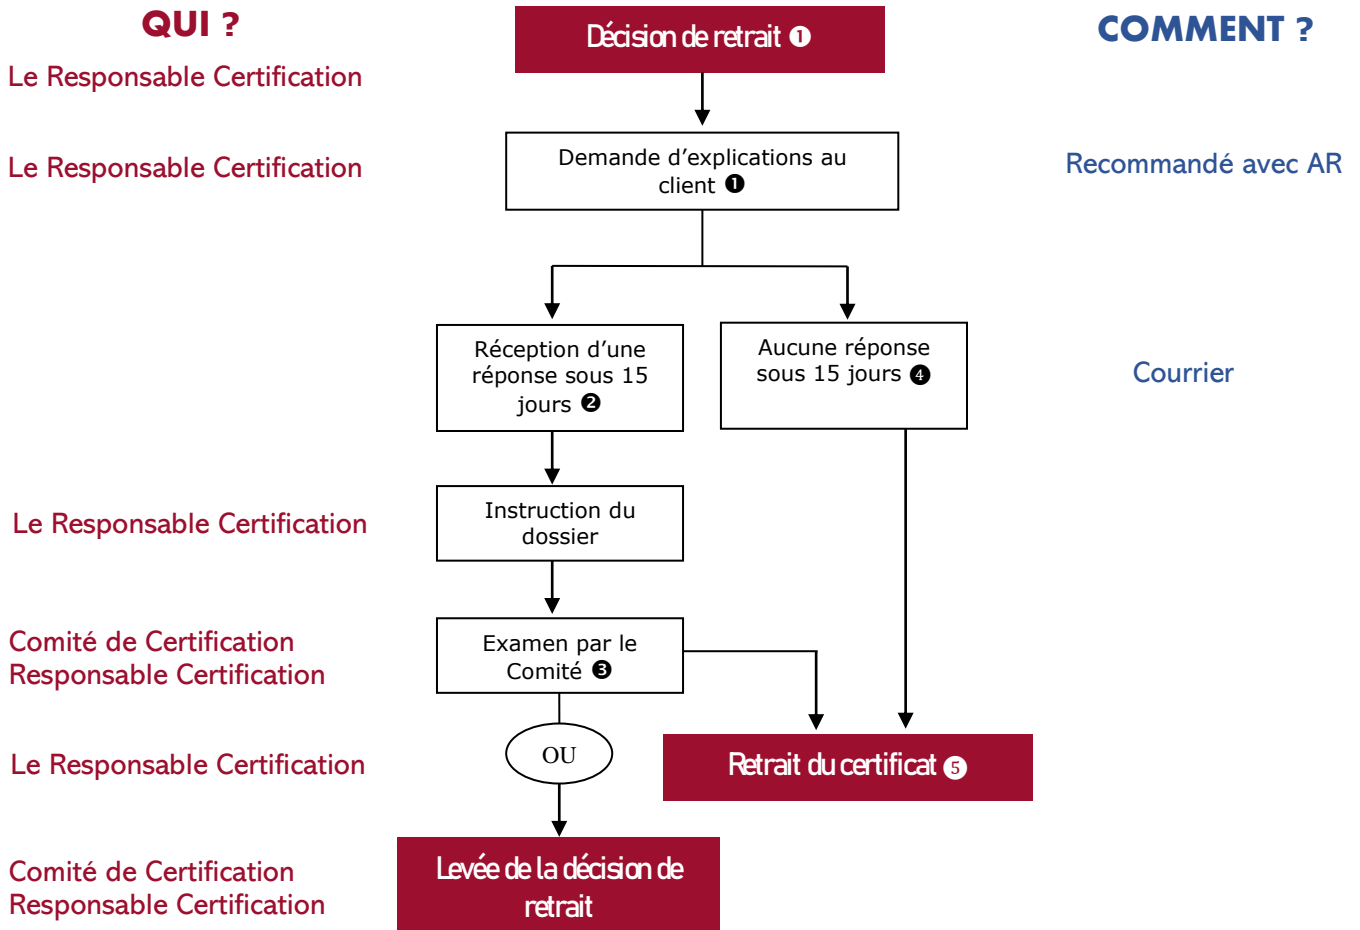 QUI ?
Décision de retrait ❶
COMMENT ?
Le Responsable Certification
Le Responsable Certification
Demande d’explications au
client ❶
Recommandé avec AR
Réception d’une
réponse sous 15
jours ❷
Aucune réponse
sous 15 jours ❹
Courrier
Le Responsable Certification
Instruction du
dossier
Comité de Certification
Responsable Certification
Examen par le
Comité ❸
Le Responsable Certification
OU
Retrait du certificat ❺
Comité de Certification
Responsable Certification
Levée de la décision de
retrait